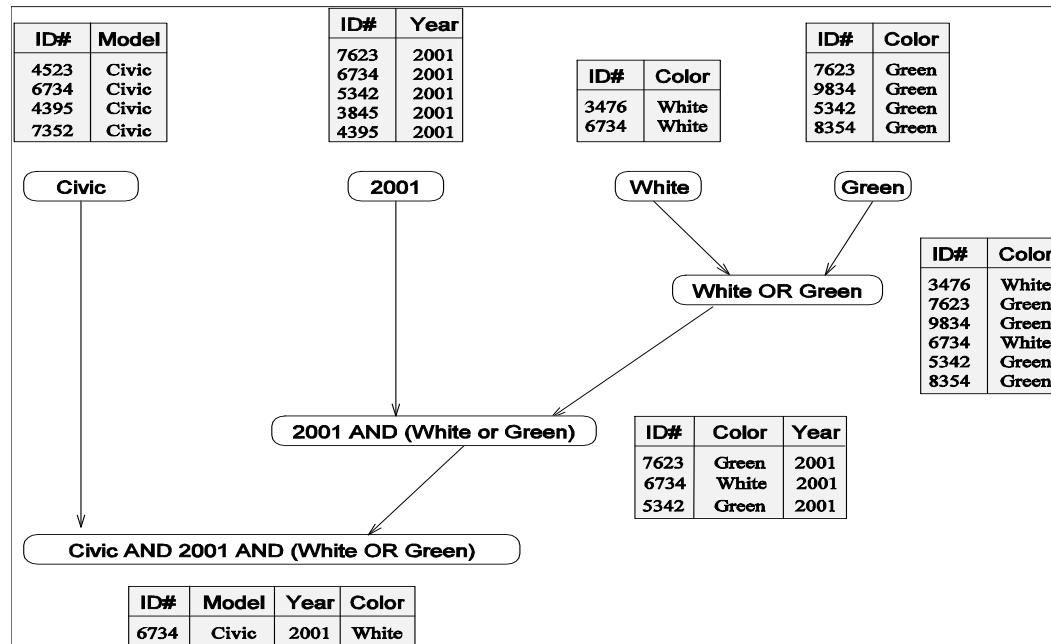 ID# Model
4523 Civic
6734 Civic
4395 Civic
7352 Civic
ID# Year
7623 2001
6734 2001
5342 2001
3845 2001
4395 2001
ID# Color
3476 White
6734 White
ID# Color
7623 Green
9834 Green
5342 Green
8354 Green
Civic
2001
White
Green
White OR Green
ID# Color
3476 White
7623 Green
9834 Green
6734 White
5342 Green
8354 Green
2001 AND (White or Green)
ID# Color Year
7623 Green 2001
6734 White 2001
5342 Green 2001
Civic AND 2001 AND (White OR Green)
ID# Model Year Color
6734 Civic 2001 White